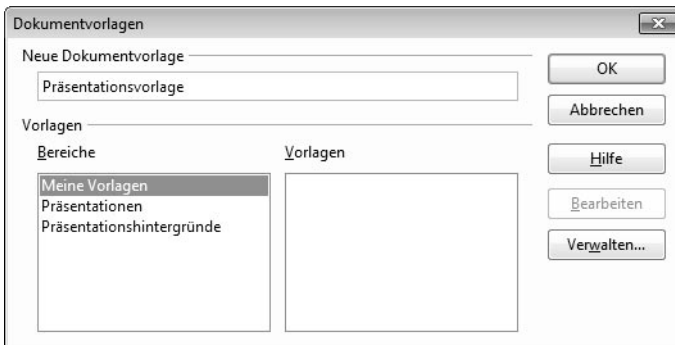 Dokumentvorlagen
Neue Dokumentvorlage
Präsentationsvorlage
Vorlagen
Bereiche
Meine Vorlagen
Präsentationen
Präsentationshintergründe
Vorlagen
OK
Abbrechen
Hilfe
Bearbeiten
Verwalten...